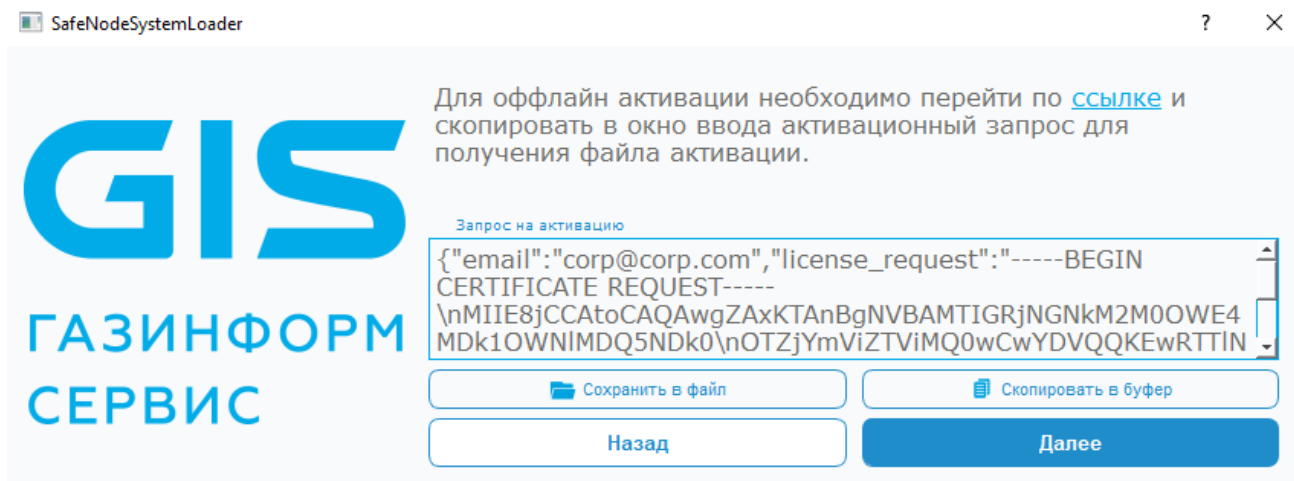 SafeNodeSystemLoader
?
GIS
ГАЗИНФОРМ
СЕРВИС
Для оффлайн активации необходимо перейти по ссылке и
скопировать в окно ввода активационный запрос для
получения файла активации.
Запрос на активацию
{"email":"corp@corp.com","license_request":"-----BEGIN
CERTIFICATE REQUEST-----
\nMIIE8jCCAtoCAQAwgZAxKTAnBgNVBAMTIGRjNGNkM2M0OWE4
MDk1OWNlMDQ5NDk0\nOTZjYmViZTViMQ0wCwYDVQQKEwRTTlN
Сохранить в файл
Скопировать в буфер
Назад
Далее